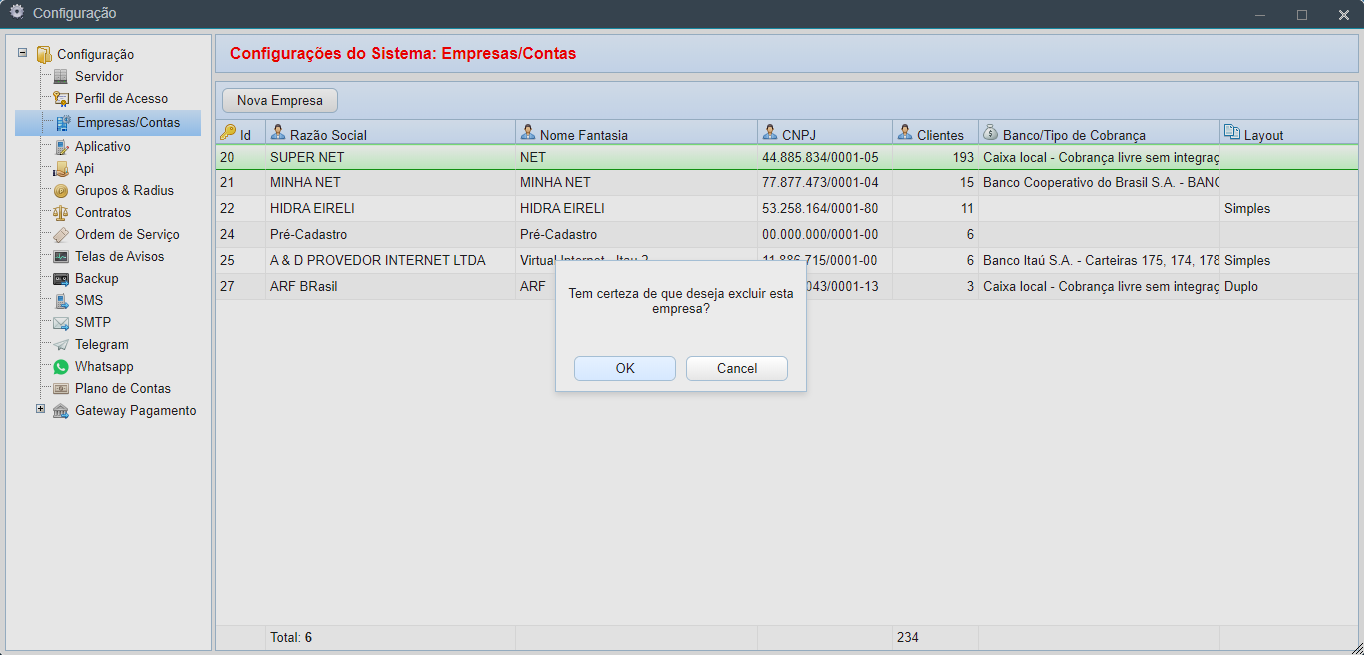 Configuração
Configuração
Servidor
Perfil de Acesso
Empresas/Contas
Aplicativo
Api
Grupos & Radius
Contratos
Ordem de Serviço
Telas de Avisos
Backup
SMS
SMTP
Telegram
Whatsapp
Plano de Contas
Gateway Pagamento
Configurações do Sistema: Empresas/Contas
Nova Empresa
Id Razão Social Nome Fantasia CNPJ Clientes Banco/Tipo de Cobrança Layout
20 SUPER NET NET 44.885.834/0001-05 193 Caixa local - Cobrança livre sem integraç
21 MINHA NET MINHA NET 77.877.473/0001-04 15 Banco Cooperativo do Brasil S.A. - BANC
22 HIDRA EIRELI HIDRA EIRELI 53.258.164/0001-80 11 Simples
24 Pré-Cadastro Pré-Cadastro 00.000.000/0001-00 6
25 A & D PROVEDOR INTERNET LTDA Virtual Internet - Itau 2 11.886.715/0001-00 6 Banco Itaú S.A. - Carteiras 175, 174, 178 Simples
27 ARF BRasil ARF 043/0001-13 3 Caixa local - Cobrança livre sem integraç Duplo
Tem certeza de que deseja excluir esta
empresa?
OK Cancel
Total: 6 234